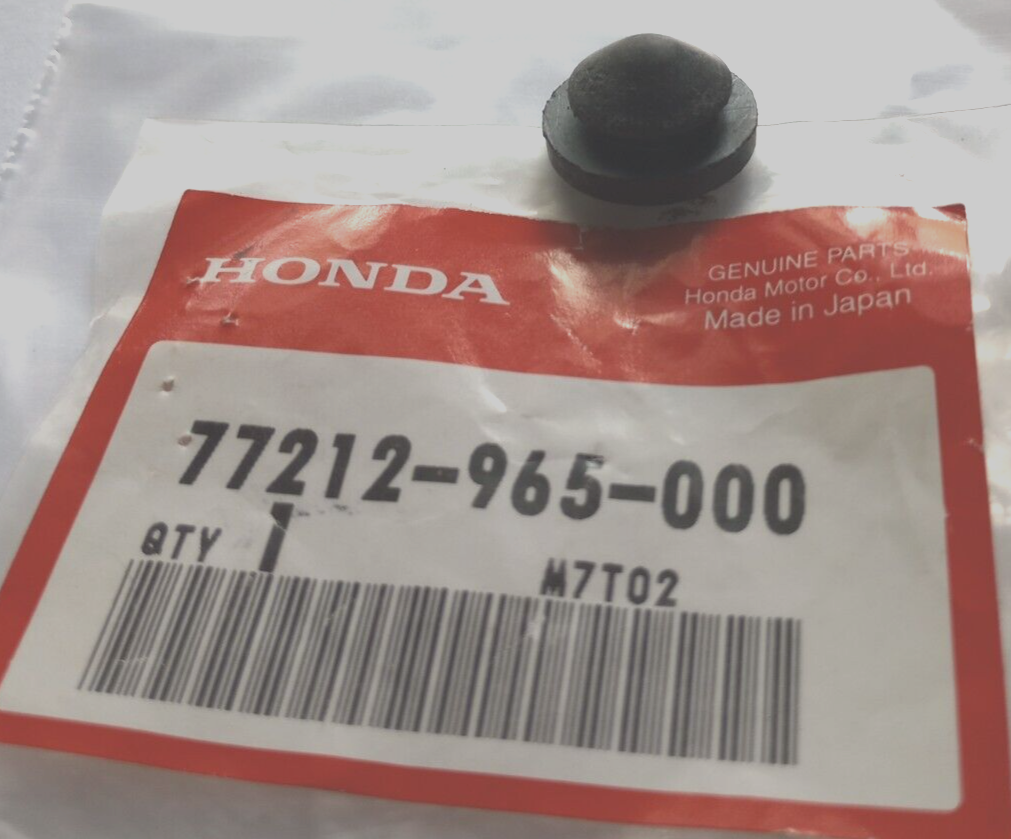 HONDA
GENUINE PARTS
Honda Motor Co., Ltd.
Made in Japan
77212-965-000
QTY 1
M7T02